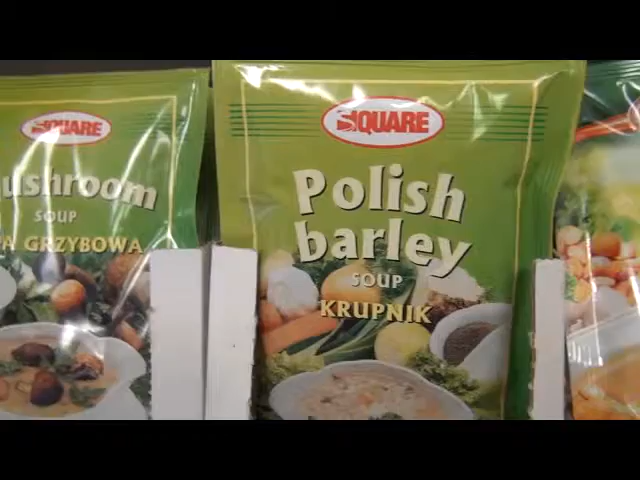 SQUARE
ushroom
SOUP
A GRZYBOWA
SQUARE
Polish
barley
SOUP
KRUPNIK